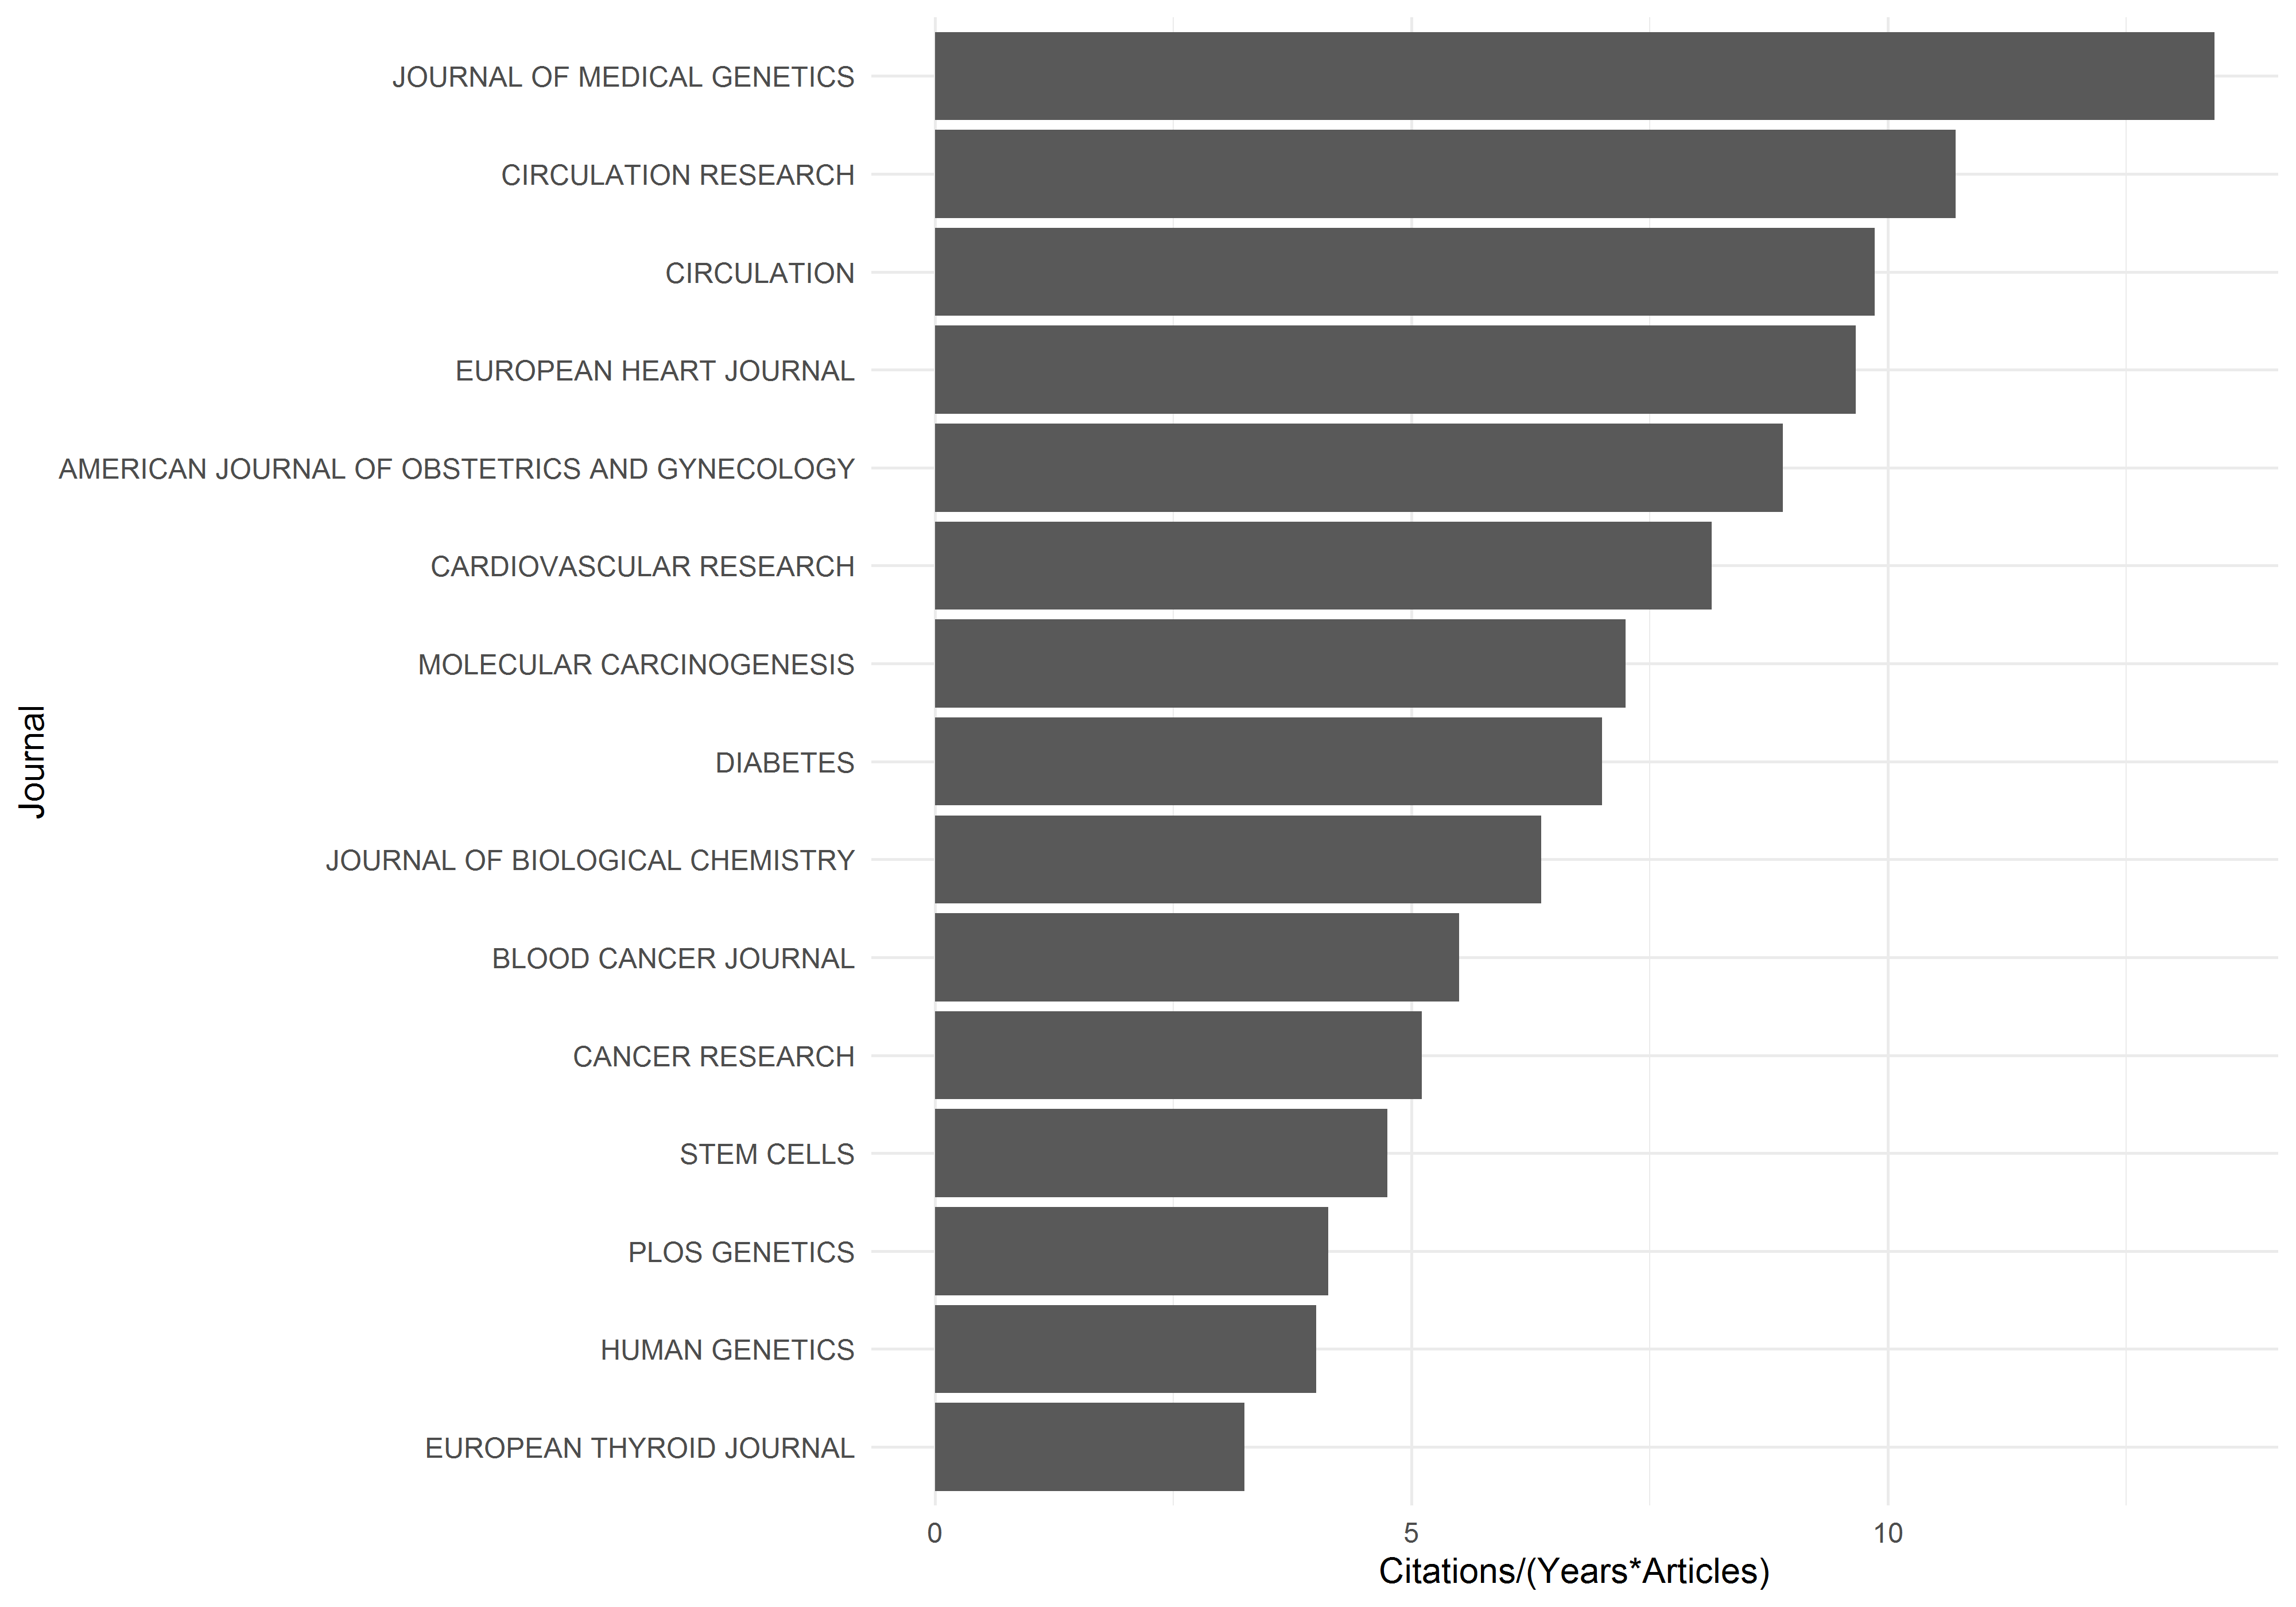 JOURNAL OF MEDICAL GENETICS
CIRCULATION RESEARCH
CIRCULATION
EUROPEAN HEART JOURNAL
AMERICAN JOURNAL OF OBSTETRICS AND GYNECOLOGY
CARDIOVASCULAR RESEARCH
MOLECULAR CARCINOGENESIS
DIABETES
JOURNAL OF BIOLOGICAL CHEMISTRY
BLOOD CANCER JOURNAL
CANCER RESEARCH
STEM CELLS
PLOS GENETICS
HUMAN GENETICS
EUROPEAN THYROID JOURNAL
Journal
0 5 10
Citations/(Years*Articles)